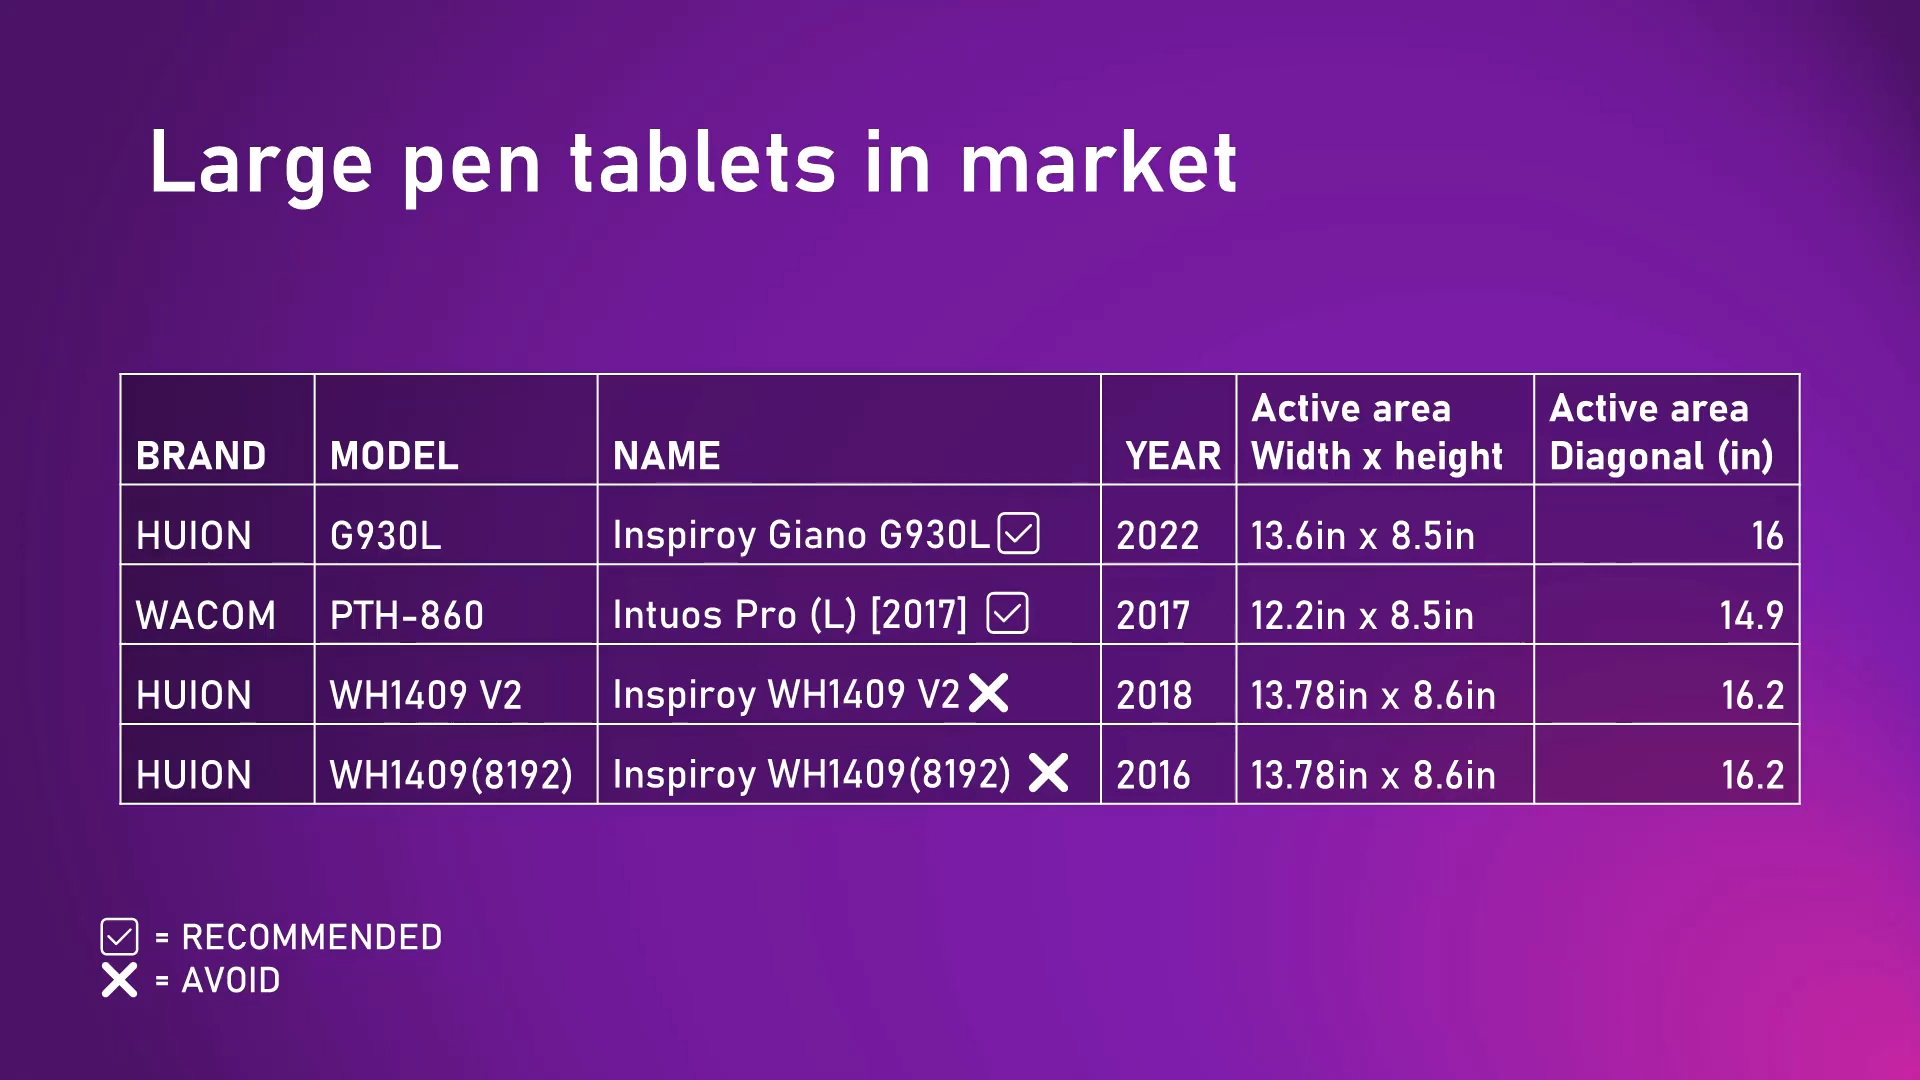 Large pen tablets in market
BRAND MODEL NAME YEAR Active area Width x height Active area Diagonal (in)
HUION G930L Inspiroy Giano G930L ☑ 2022 13.6in x 8.5in 16
WACOM PTH-860 Intuos Pro (L) [2017] ☑ 2017 12.2in x 8.5in 14.9
HUION WH1409 V2 Inspiroy WH1409 V2 ❌ 2018 13.78in x 8.6in 16.2
HUION WH1409(8192) Inspiroy WH1409(8192) ❌ 2016 13.78in x 8.6in 16.2
☑ = RECOMMENDED
❌ = AVOID